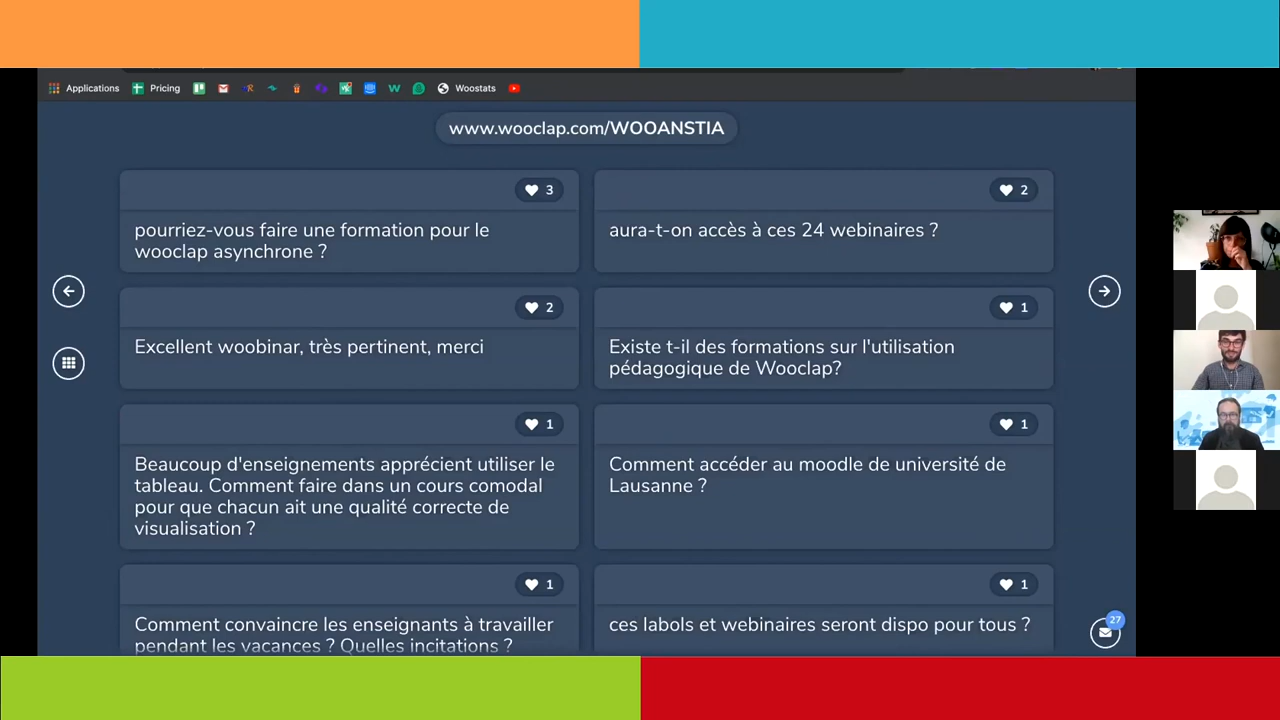 Applications
Pricing
Woostats
www.wooclap.com/WOOANSTIA
3
pourriez-vous faire une formation pour le
wooclap asynchrone ?
2
aura-t-on accès à ces 24 webinaires ?
2
Excellent woobinar, très pertinent, merci
1
Existe t-il des formations sur l'utilisation
pédagogique de Wooclap?
1
Beaucoup d'enseignements apprécient utiliser le
tableau. Comment faire dans un cours comodal
pour que chacun ait une qualité correcte de
visualisation ?
1
Comment accéder au moodle de université de
Lausanne ?
1
Comment convaincre les enseignants à travailler
pendant les vacances ? Quelles incitations ?
1
ces labols et webinaires seront dispo pour tous ?
27